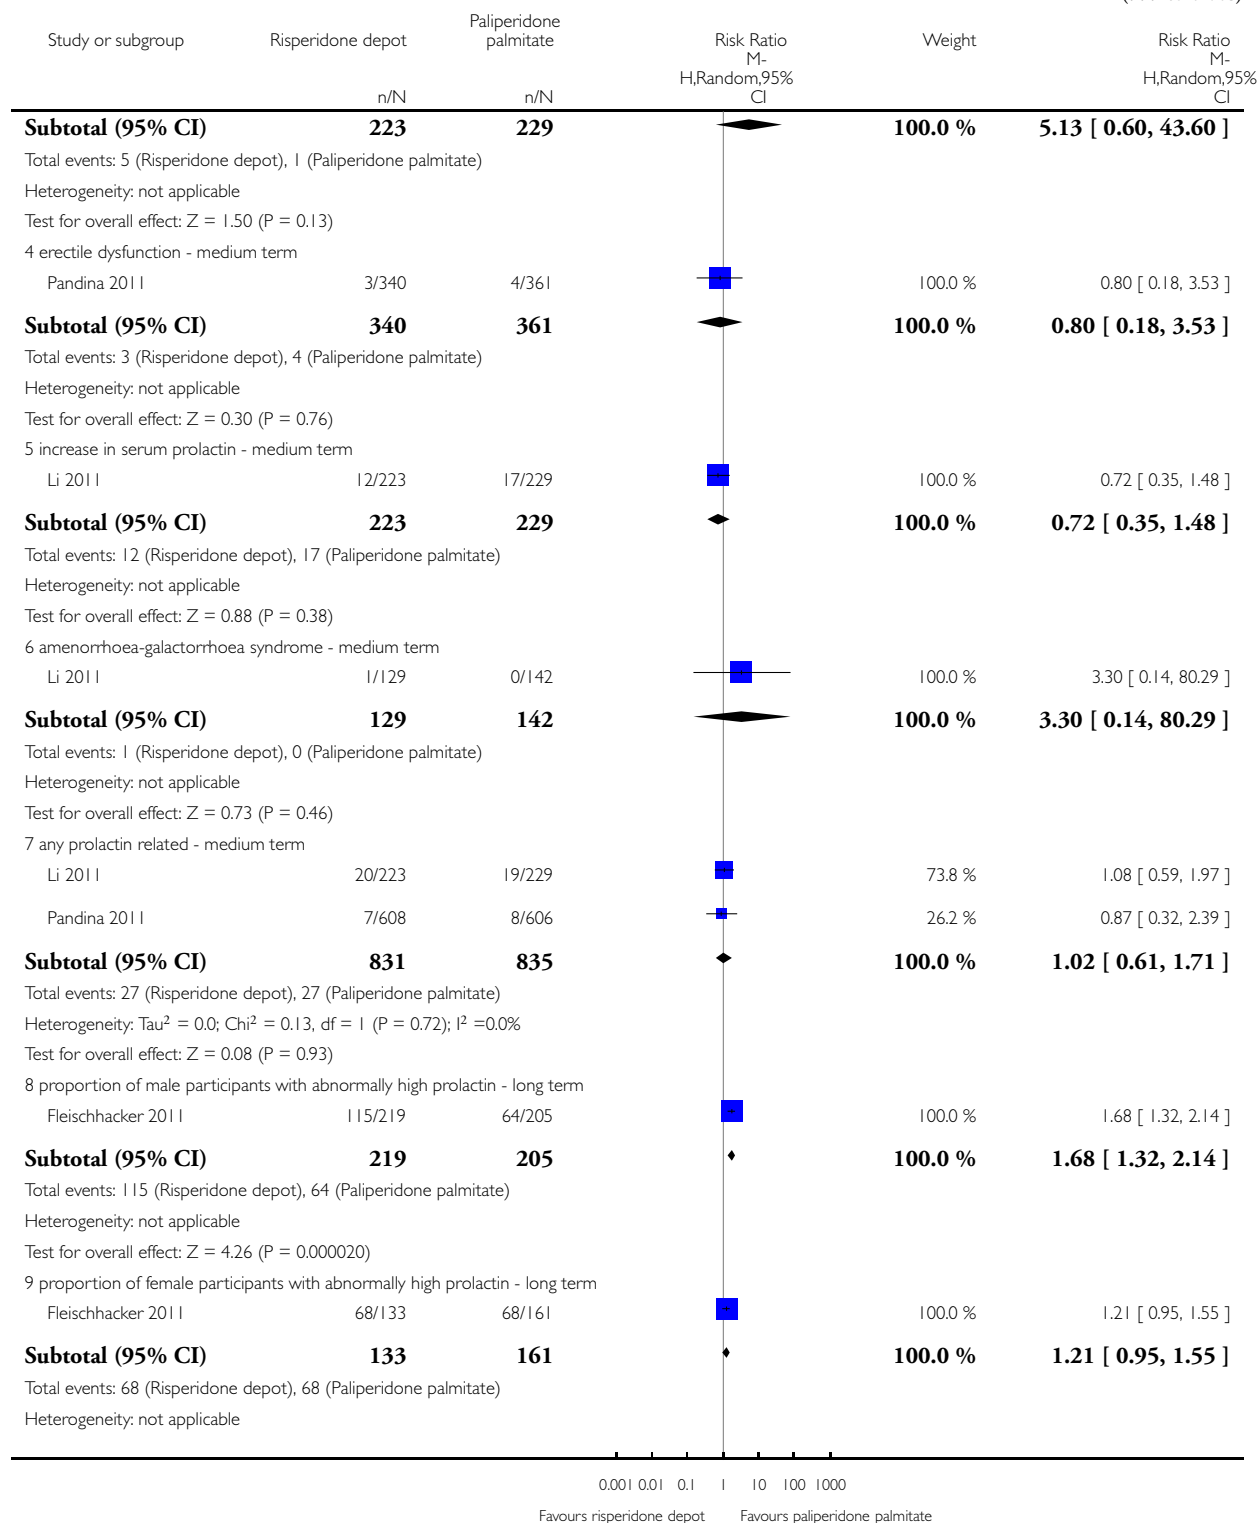 Study or subgroup Risperidone depot Paliperidone palmitate Risk Ratio Weight Risk Ratio
M-H,Random,95% CI M-H,Random,95% CI
n/N n/N
Subtotal (95% CI) 223 229 100.0 % 5.13 [ 0.60, 43.60 ]
Total events: 5 (Risperidone depot), 1 (Paliperidone palmitate)
Heterogeneity: not applicable
Test for overall effect: Z = 1.50 (P = 0.13)
4 erectile dysfunction - medium term
Pandina 2011 3/340 4/361 100.0 % 0.80 [ 0.18, 3.53 ]
Subtotal (95% CI) 340 361 100.0 % 0.80 [ 0.18, 3.53 ]
Total events: 3 (Risperidone depot), 4 (Paliperidone palmitate)
Heterogeneity: not applicable
Test for overall effect: Z = 0.30 (P = 0.76)
5 increase in serum prolactin - medium term
Li 2011 12/223 17/229 100.0 % 0.72 [ 0.35, 1.48 ]
Subtotal (95% CI) 223 229 100.0 % 0.72 [ 0.35, 1.48 ]
Total events: 12 (Risperidone depot), 17 (Paliperidone palmitate)
Heterogeneity: not applicable
Test for overall effect: Z = 0.88 (P = 0.38)
6 amenorrhoea-galactorrhoea syndrome - medium term
Li 2011 1/129 0/142 100.0 % 3.30 [ 0.14, 80.29 ]
Subtotal (95% CI) 129 142 100.0 % 3.30 [ 0.14, 80.29 ]
Total events: 1 (Risperidone depot), 0 (Paliperidone palmitate)
Heterogeneity: not applicable
Test for overall effect: Z = 0.73 (P = 0.46)
7 any prolactin related - medium term
Li 2011 20/223 19/229 73.8 % 1.08 [ 0.59, 1.97 ]
Pandina 2011 7/608 8/606 26.2 % 0.87 [ 0.32, 2.39 ]
Subtotal (95% CI) 831 835 100.0 % 1.02 [ 0.61, 1.71 ]
Total events: 27 (Risperidone depot), 27 (Paliperidone palmitate)
Heterogeneity: Tau² = 0.0; Chi² = 0.13, df = 1 (P = 0.72); I² =0.0%
Test for overall effect: Z = 0.08 (P = 0.93)
8 proportion of male participants with abnormally high prolactin - long term
Fleischhacker 2011 115/219 64/205 100.0 % 1.68 [ 1.32, 2.14 ]
Subtotal (95% CI) 219 205 100.0 % 1.68 [ 1.32, 2.14 ]
Total events: 115 (Risperidone depot), 64 (Paliperidone palmitate)
Heterogeneity: not applicable
Test for overall effect: Z = 4.26 (P = 0.000020)
9 proportion of female participants with abnormally high prolactin - long term
Fleischhacker 2011 68/133 68/161 100.0 % 1.21 [ 0.95, 1.55 ]
Subtotal (95% CI) 133 161 100.0 % 1.21 [ 0.95, 1.55 ]
Total events: 68 (Risperidone depot), 68 (Paliperidone palmitate)
Heterogeneity: not applicable
0.001 0.01 0.1 1 10 100 1000
Favours risperidone depot Favours paliperidone palmitate